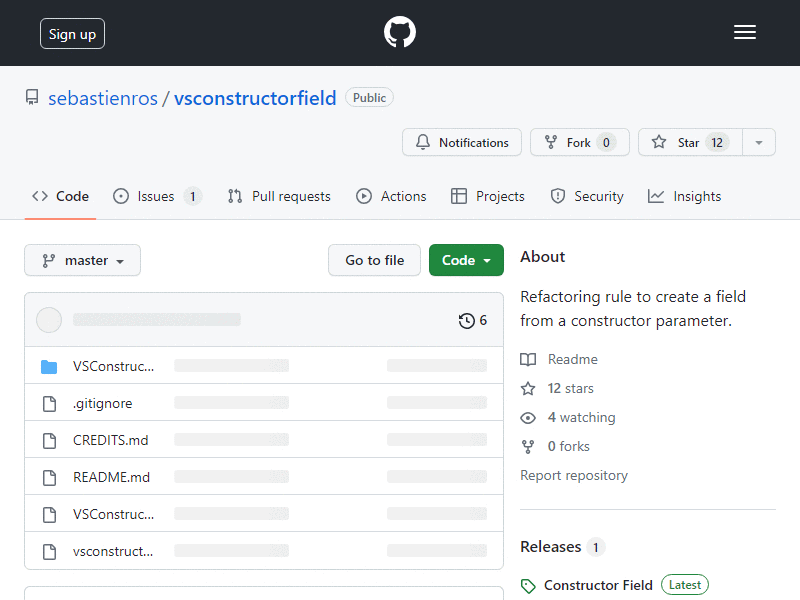 Sign up
sebastienros / vsconstructorfield Public
Notifications Fork 0 Star 12
Code Issues 1 Pull requests Actions Projects Security Insights
master Go to file Code
6
VSConstruc...
.gitignore
CREDITS.md
README.md
VSConstruc...
vsconstruct...
About
Refactoring rule to create a field
from a constructor parameter.
Readme
12 stars
4 watching
0 forks
Report repository
Releases 1
Constructor Field Latest